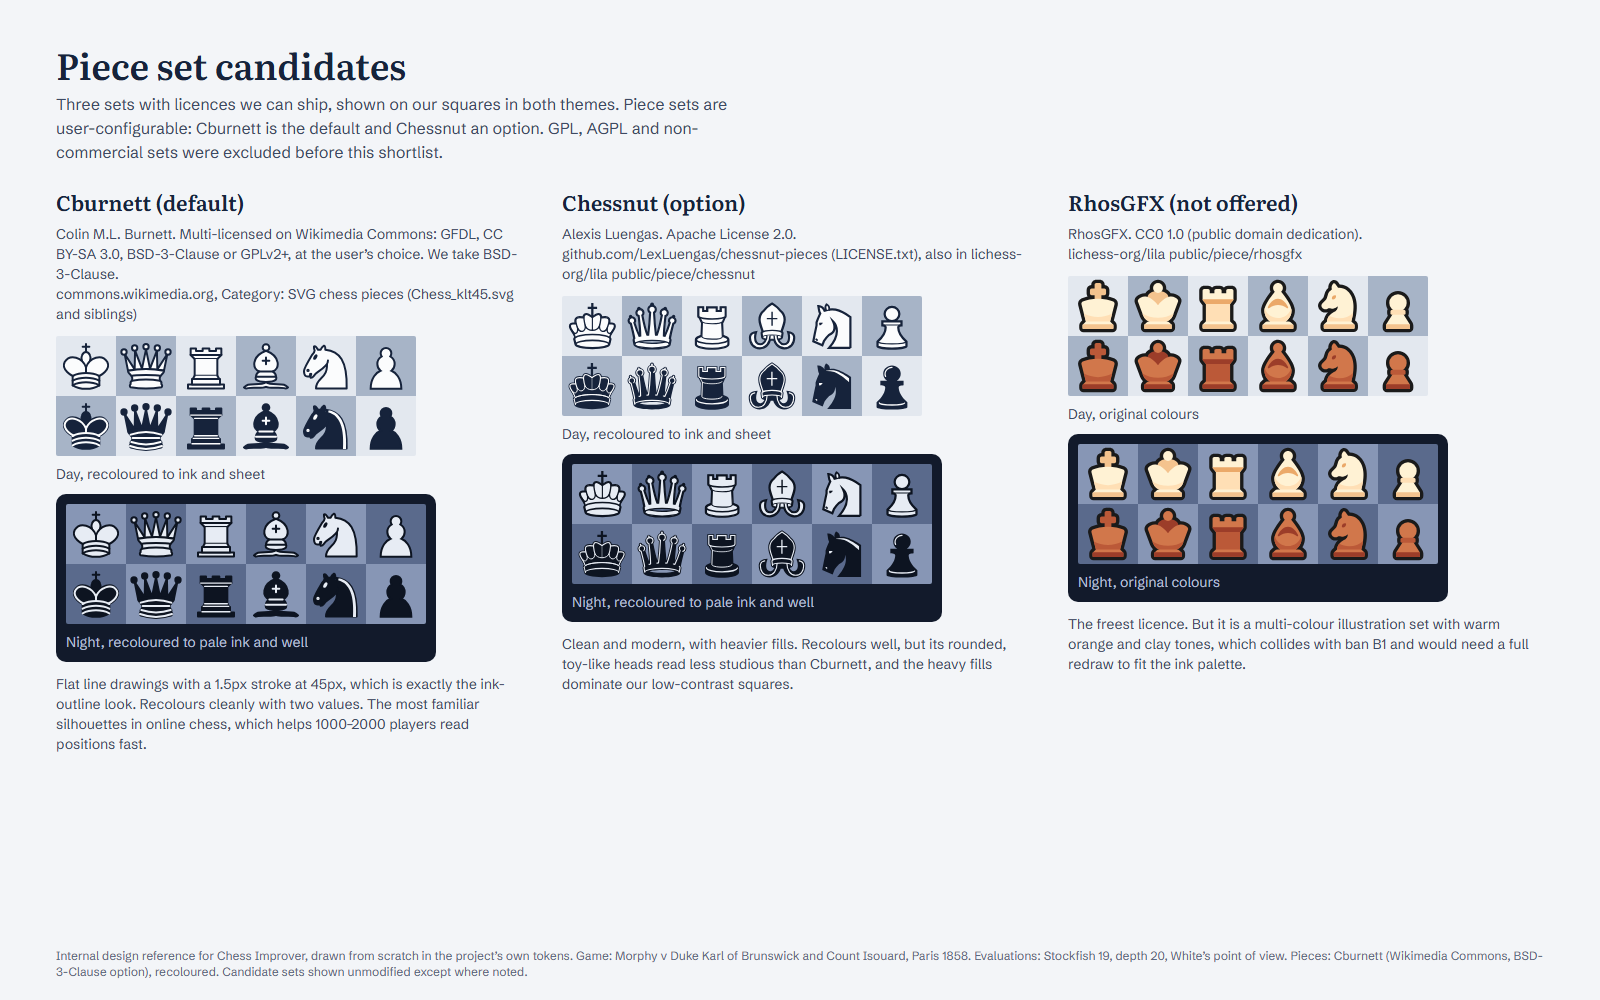 Piece set candidates
Three sets with licences we can ship, shown on our squares in both themes. Piece sets are
user-configurable: Cburnett is the default and Chessnut an option. GPL, AGPL and non-
commercial sets were excluded before this shortlist.
Cburnett (default)
Colin M.L. Burnett. Multi-licensed on Wikimedia Commons: GFDL, CC
BY-SA 3.0, BSD-3-Clause or GPLv2+, at the user’s choice. We take BSD-
3-Clause.
commons.wikimedia.org, Category: SVG chess pieces (Chess_klt45.svg
and siblings)
Day, recoloured to ink and sheet
Night, recoloured to pale ink and well
Flat line drawings with a 1.5px stroke at 45px, which is exactly the ink-
outline look. Recolours cleanly with two values. The most familiar
silhouettes in online chess, which helps 1000–2000 players read
positions fast.
Chessnut (option)
Alexis Luengas. Apache License 2.0.
github.com/LexLuengas/chessnut-pieces (LICENSE.txt), also in lichess-
org/lila public/piece/chessnut
Day, recoloured to ink and sheet
Night, recoloured to pale ink and well
Clean and modern, with heavier fills. Recolours well, but its rounded,
toy-like heads read less studious than Cburnett, and the heavy fills
dominate our low-contrast squares.
RhosGFX (not offered)
RhosGFX. CC0 1.0 (public domain dedication).
lichess-org/lila public/piece/rhosgfx
Day, original colours
Night, original colours
The freest licence. But it is a multi-colour illustration set with warm
orange and clay tones, which collides with ban B1 and would need a full
redraw to fit the ink palette.
Internal design reference for Chess Improver, drawn from scratch in the project’s own tokens. Game: Morphy v Duke Karl of Brunswick and Count Isouard, Paris 1858. Evaluations: Stockfish 19, depth 20, White’s point of view. Pieces: Cburnett (Wikimedia Commons, BSD-
3-Clause option), recoloured. Candidate sets shown unmodified except where noted.